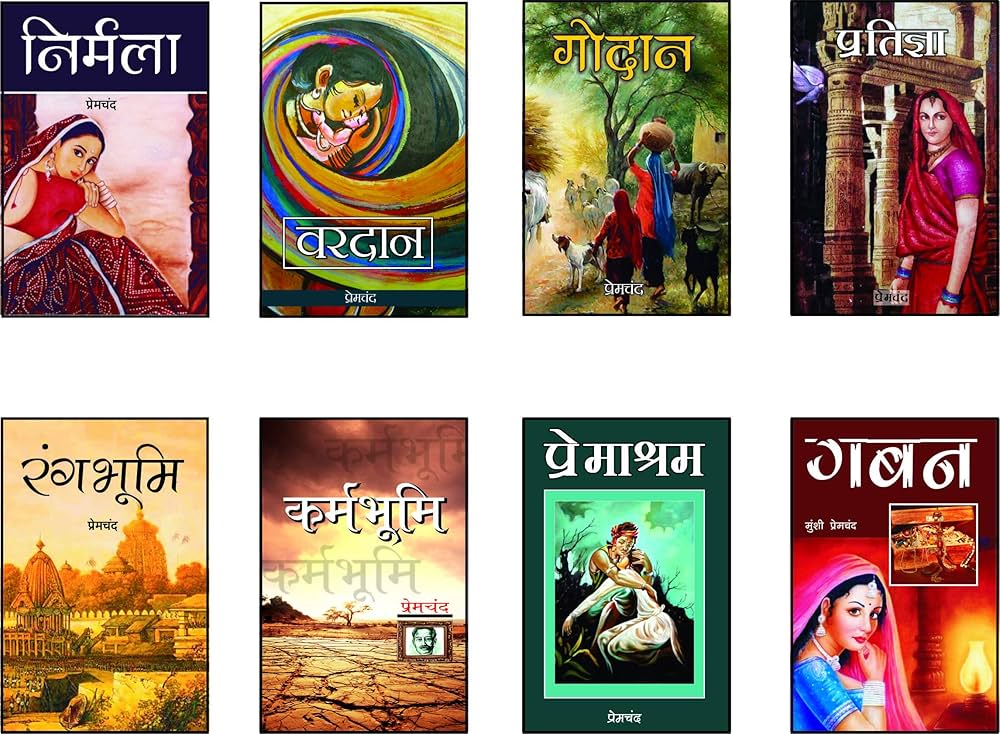 निर्मला
प्रेमचंद
वरदान
प्रेमचंद
गोदान
प्रेमचंद
प्रतिज्ञा
प्रेमचंद
रंगभूमि
प्रेमचंद
कर्मभूमि
कर्मभूमि
कर्मभूमि
प्रेमचंद
प्रेमाश्रम
प्रेमचंद
गबन
मुंशी प्रेमचंद